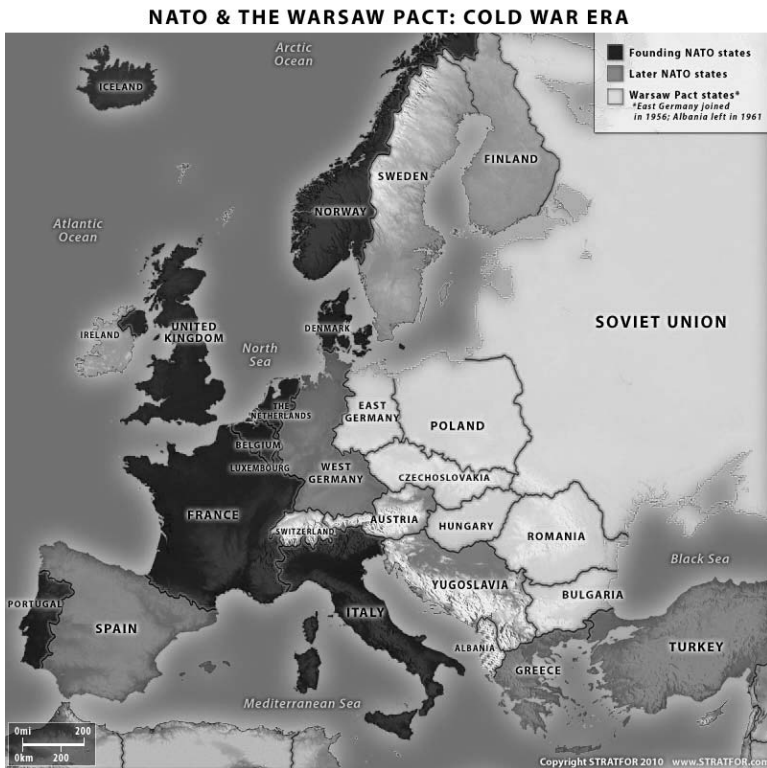 NATO & THE WARSAW PACT: COLD WAR ERA
Arctic
Ocean
Founding NATO states
Later NATO states
Warsaw Pact states*
*East Germany joined
in 1956; Albania left in 1961
ICELAND
FINLAND
SWEDEN
NORWAY
Atlantic
Ocean
SOVIET UNION
IRELAND
UNITED
KINGDOM
DENMARK
North
Sea
THE
NETHERLANDS
EAST
GERMANY
POLAND
BELGIUM
LUXEMBOURG
WEST
GERMANY
CZECHOSLOVAKIA
FRANCE
SWITZERLAND
AUSTRIA
HUNGARY
ROMANIA
Black Sea
YUGOSLAVIA
BULGARIA
PORTUGAL
SPAIN
ITALY
ALBANIA
GREECE
TURKEY
Mediterranean Sea
0mi 200
0km 200
Copyright STRATFOR 2010 www.STRATFOR.com